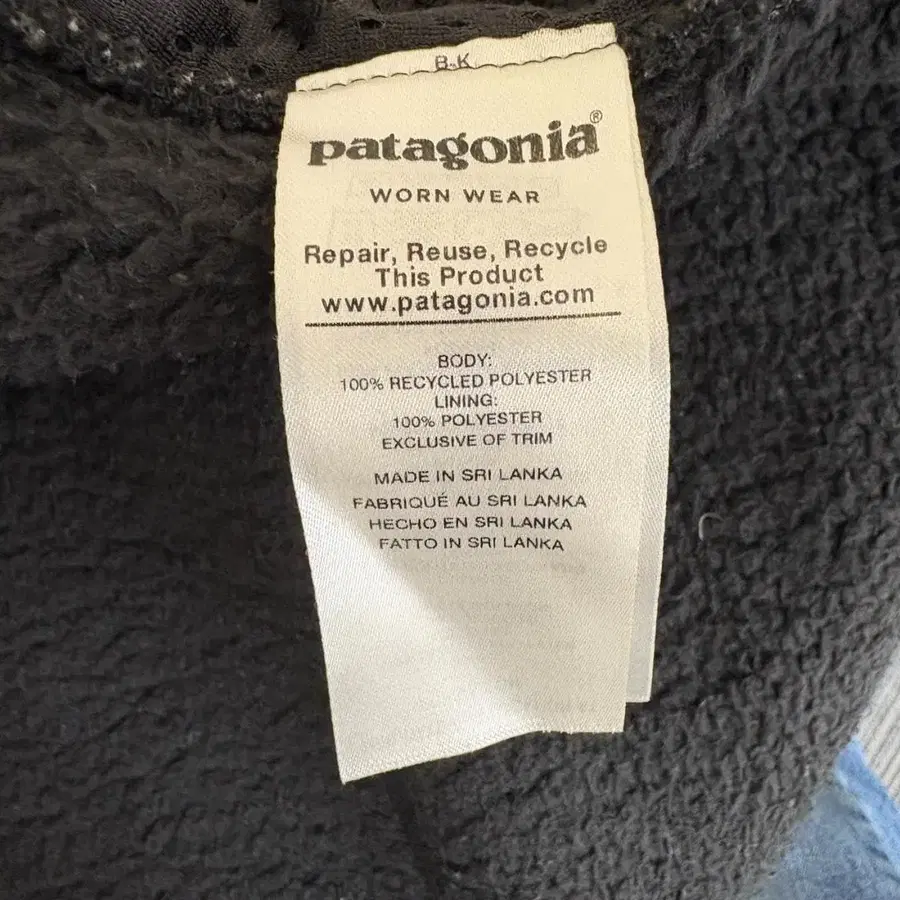 B-K
patagonia®
WORN WEAR
Repair, Reuse, Recycle
This Product
www.patagonia.com
BODY:
100% RECYCLED POLYESTER
LINING:
100% POLYESTER
EXCLUSIVE OF TRIM
MADE IN SRI LANKA
FABRIQUÉ AU SRI LANKA
HECHO EN SRI LANKA
FATTO IN SRI LANKA